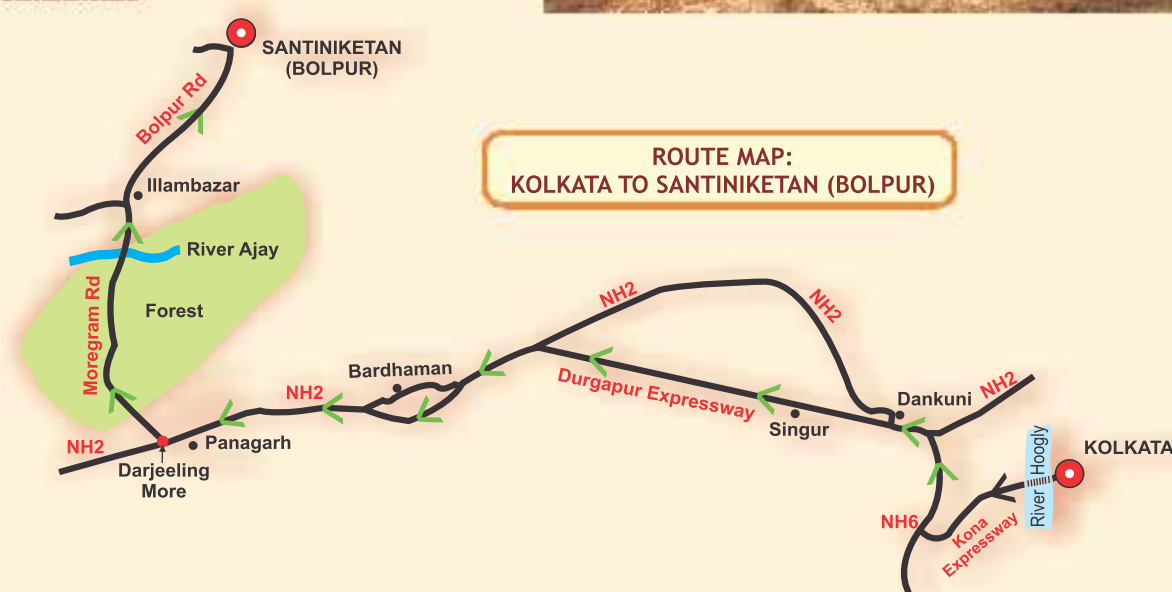 SANTINIKETAN
(BOLPUR)
Bolpur Rd
ROUTE MAP:
KOLKATA TO SANTINIKETAN (BOLPUR)
Illambazar
River Ajay
Moregram Rd
Forest
NH2
NH2
Bardhaman
NH2
Durgapur Expressway
Singur
Dankuni
NH2
NH2
Panagarh
Darjeeling
More
KOLKATA
River Hoogly
NH6
Kona
Expressway